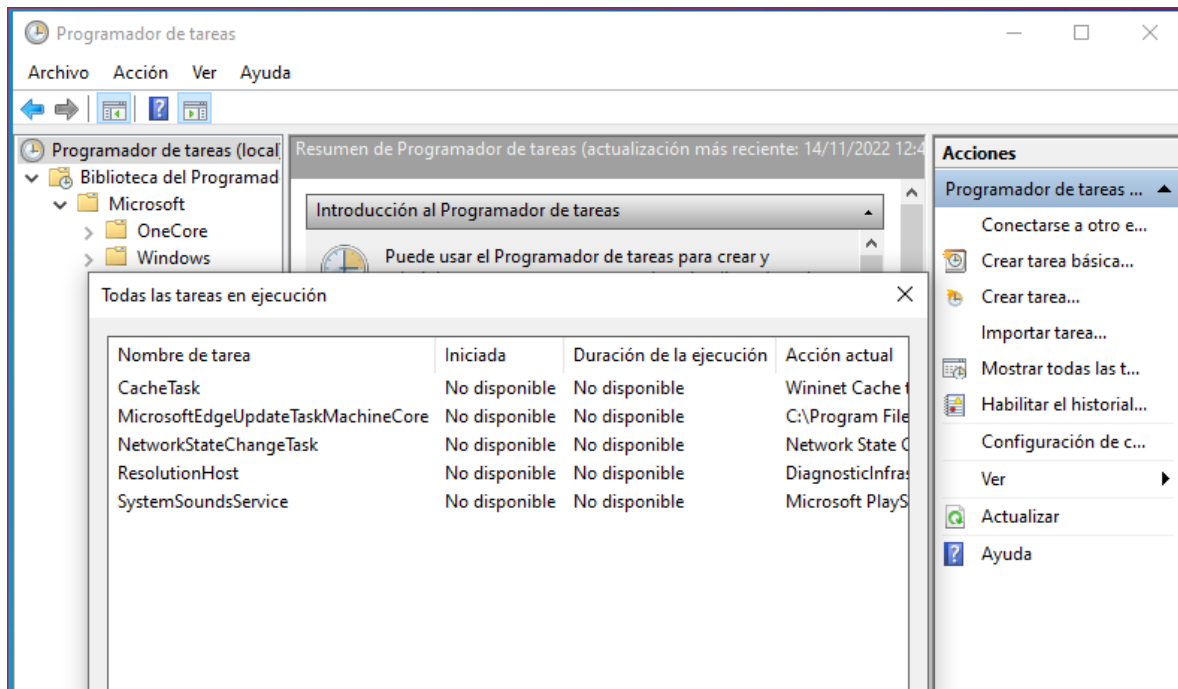 Programador de tareas
Archivo Acción Ver Ayuda
Programador de tareas (local
Biblioteca del Programad
Microsoft
OneCore
Windows
Resumen de Programador de tareas (actualización más reciente: 14/11/2022 12:4
Introducción al Programador de tareas
Puede usar el Programador de tareas para crear y
Acciones
Programador de tareas ...
Conectarse a otro e...
Crear tarea básica...
Crear tarea...
Importar tarea...
Mostrar todas las t...
Habilitar el historial...
Configuración de c...
Ver
Actualizar
Ayuda
Todas las tareas en ejecución
Nombre de tarea Iniciada Duración de la ejecución Acción actual
CacheTask No disponible No disponible Wininet Cache t
MicrosoftEdgeUpdateTaskMachineCore No disponible No disponible C:\Program File
NetworkStateChangeTask No disponible No disponible Network State C
ResolutionHost No disponible No disponible DiagnosticInfras
SystemSoundsService No disponible No disponible Microsoft PlayS